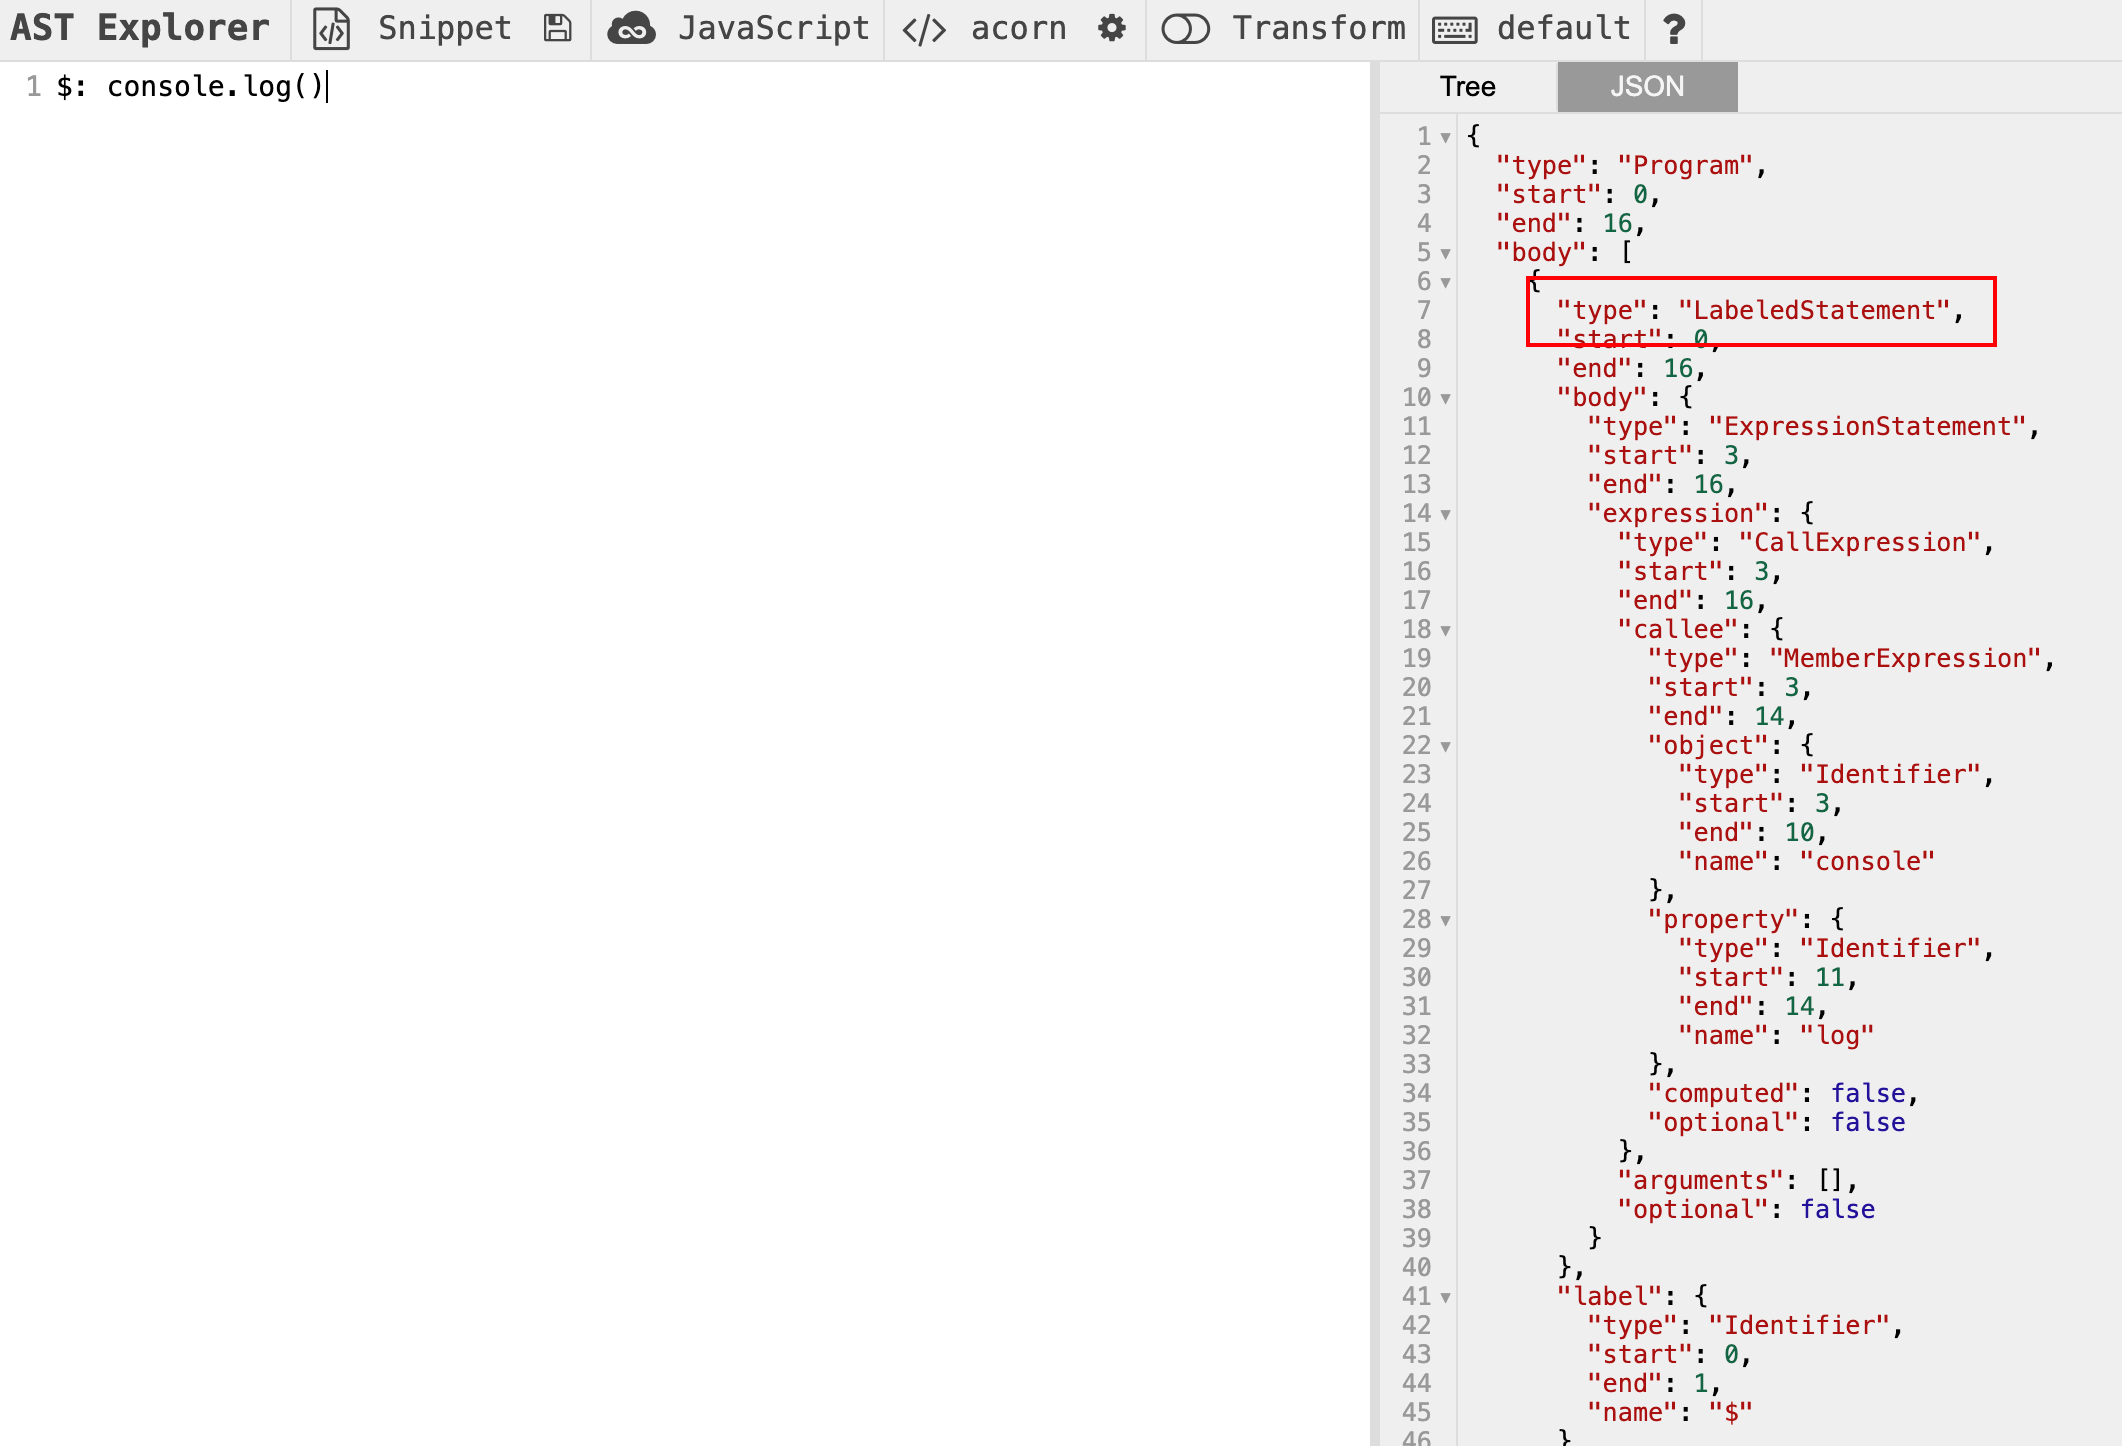 AST Explorer Snippet JavaScript </> acorn Transform default ?
1 $: console.log()
Tree JSON
1 {
2 "type": "Program",
3 "start": 0,
4 "end": 16,
5 "body": [
6 {
7 "type": "LabeledStatement",
8 "start": 0,
9 "end": 16,
10 "body": {
11 "type": "ExpressionStatement",
12 "start": 3,
13 "end": 16,
14 "expression": {
15 "type": "CallExpression",
16 "start": 3,
17 "end": 16,
18 "callee": {
19 "type": "MemberExpression",
20 "start": 3,
21 "end": 14,
22 "object": {
23 "type": "Identifier",
24 "start": 3,
25 "end": 10,
26 "name": "console"
27 },
28 "property": {
29 "type": "Identifier",
30 "start": 11,
31 "end": 14,
32 "name": "log"
33 },
34 "computed": false,
35 "optional": false
36 },
37 "arguments": [],
38 "optional": false
39 }
40 },
41 "label": {
42 "type": "Identifier",
43 "start": 0,
44 "end": 1,
45 "name": "$"
46 }